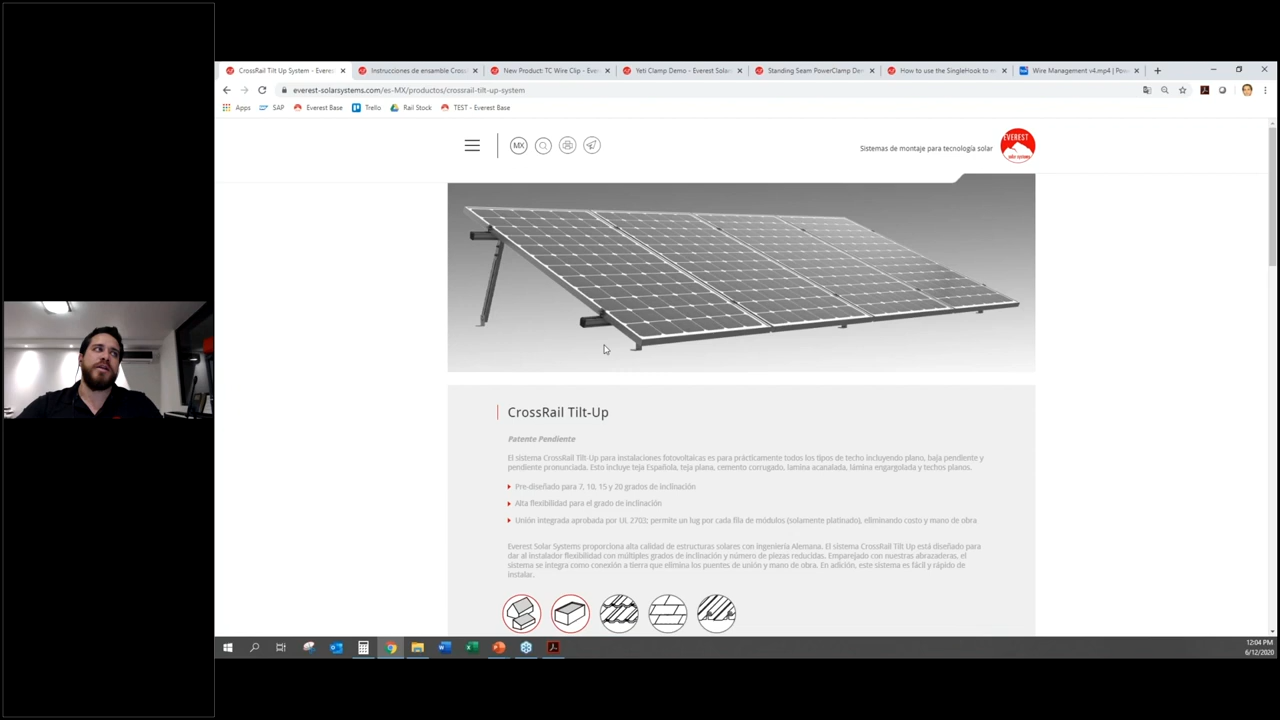 CrossRail Tilt Up System - Everes
Instrucciones de ensamble Cross
New Product: TC Wire Clip - Eve
Yeti Clamp Demo - Everest Solar
Standing Seam PowerClamp Dem
How to use the SingleHook to m
Wire Management v4.mp4 | Pow
everest-solarsystems.com/es-MX/productos/crossrail-tilt-up-system
Apps
SAP
Everest Base
Trello
Rail Stock
TEST - Everest Base
MX
Sistemas de montaje para tecnología solar
EVEREST
solar systems
CrossRail Tilt-Up
Patente Pendiente
El sistema CrossRail Tilt Up para instalaciones fotovoltaicas es para prácticamente todos los tipos de techo incluyendo plano, baja pendiente y
pendiente pronunciada. Esto incluye teja Española, teja plana, cemento corrugado, lamina acanalada, lámina engargolada y techos planos.
Pre-diseñado para 7, 10, 15 y 20 grados de inclinación
Alta flexibilidad para el grado de inclinación
Unión integrada aprobada por UL 2703; permite un lug por cada fila de módulos (solamente platinado), eliminando costo y mano de obra
Everest Solar Systems proporciona alta calidad de estructuras solares con ingeniería Alemana. El sistema CrossRail Tilt Up está diseñado para
dar al instalador flexibilidad con múltiples grados de inclinación y número de piezas reducidas. Emparejado con nuestras abrazaderas, el
sistema se integra como conexión a tierra que elimina los puentes de unión y mano de obra. En adición, este sistema es fácil y rápido de
instalar.
12:04 PM
6/12/2020